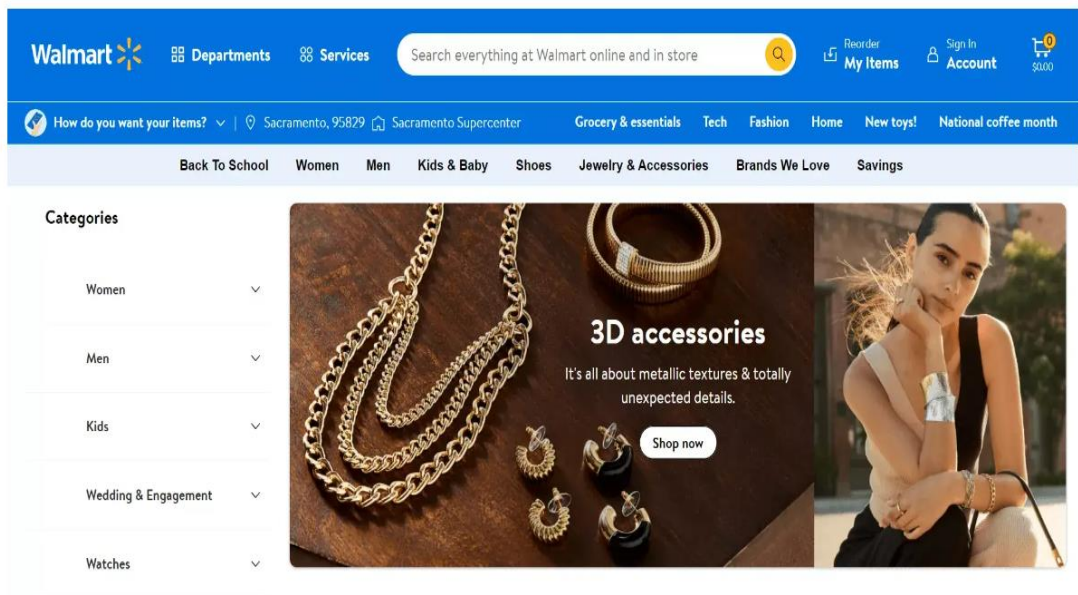 Walmart
Departments
Services
Search everything at Walmart online and in store
Reorder
My Items
Sign In
Account
0
$0.00
How do you want your items?
Sacramento, 95829
Sacramento Supercenter
Grocery & essentials
Tech
Fashion
Home
New toys!
National coffee month
Back To School
Women
Men
Kids & Baby
Shoes
Jewelry & Accessories
Brands We Love
Savings
Categories
Women
Men
Kids
Wedding & Engagement
Watches
3D accessories
It's all about metallic textures & totally
unexpected details.
Shop now